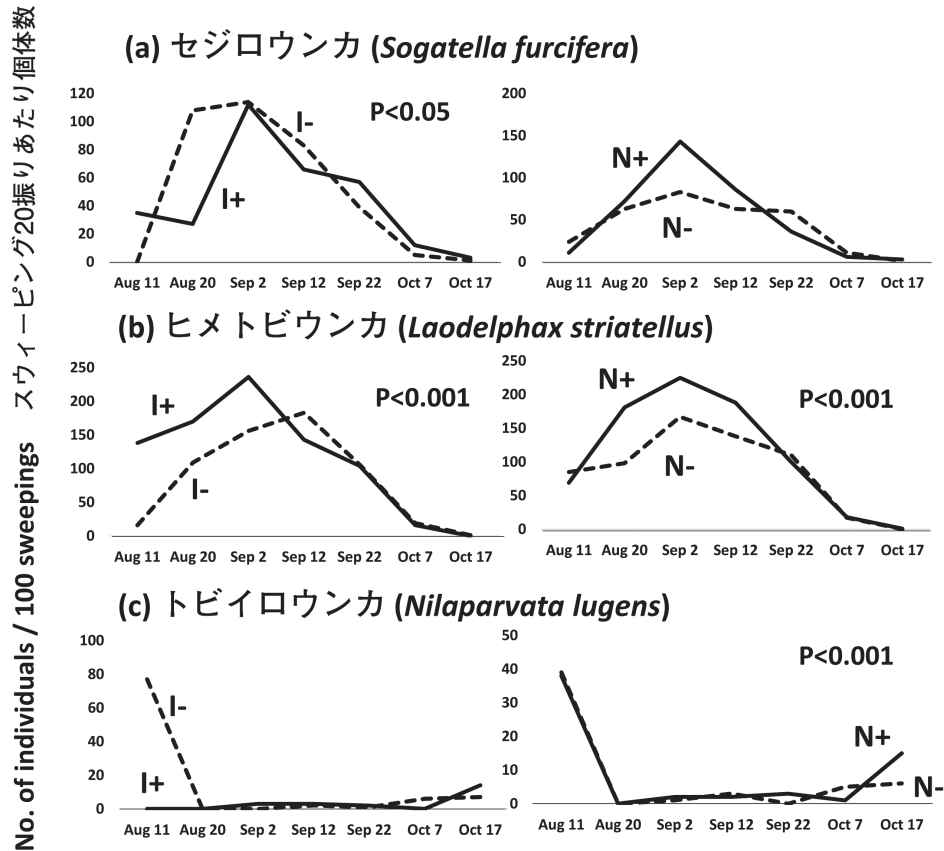 No. of individuals / 100 sweepings スウィーピング20振りあたり個体数
(a) セジロウンカ (Sogatella furcifera)
120
100
80
60
40
20
0
P<0.05
I-
I+
Aug 11 Aug 20 Sep 2 Sep 12 Sep 22 Oct 7 Oct 17
200
150
100
50
0
N+
N-
Aug 11 Aug 20 Sep 2 Sep 12 Sep 22 Oct 7 Oct 17
(b) ヒメトビウンカ (Laodelphax striatellus)
250
200
150
100
50
0
I+
P<0.001
I-
Aug 11 Aug 20 Sep 2 Sep 12 Sep 22 Oct 7 Oct 17
250
200
150
100
50
0
N+
P<0.001
N-
Aug 11 Aug 20 Sep 2 Sep 12 Sep 22 Oct 7 Oct 17
(c) トビイロウンカ (Nilaparvata lugens)
100
80
60
40
20
0
I-
I+
Aug 11 Aug 20 Sep 2 Sep 12 Sep 22 Oct 7 Oct 17
50
40
30
20
10
0
P<0.001
N+
N-
Aug 11 Aug 20 Sep 2 Sep 12 Sep 22 Oct 7 Oct 17